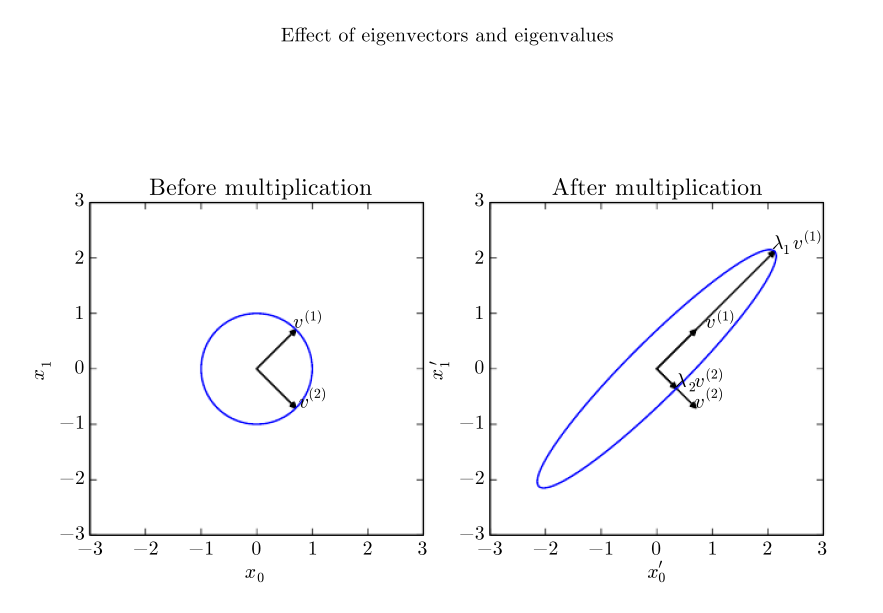 Effect of eigenvectors and eigenvalues
Before multiplication
3
2
1
0
−1
−2
−3
−3 −2 −1 0 1 2 3
x₀
x₁
v⁽¹⁾
v⁽²⁾
After multiplication
3
2
1
0
−1
−2
−3
−3 −2 −1 0 1 2 3
x₀′
x₁′
λ₁ v⁽¹⁾
v⁽¹⁾
λ₂v⁽²⁾
v⁽²⁾